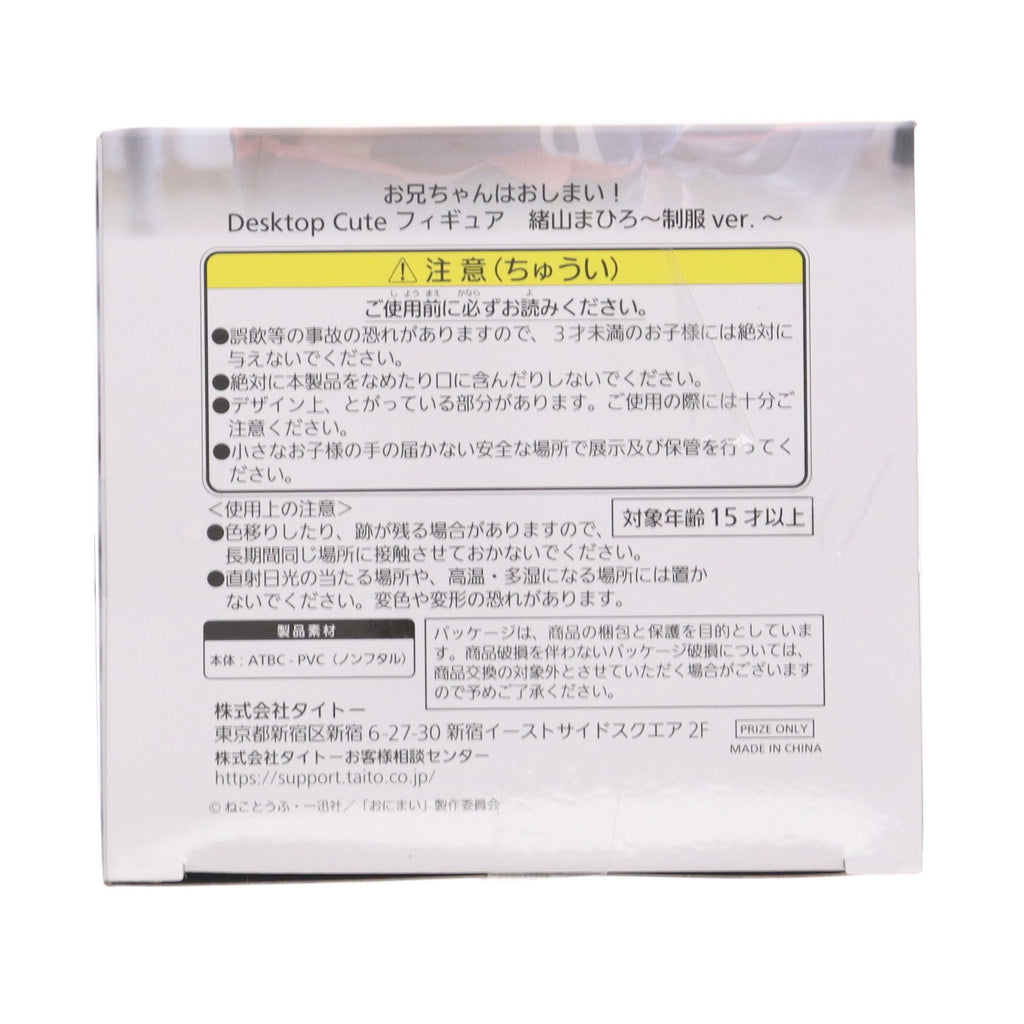 お兄ちゃんはおしまい！
Desktop Cute フィギュア　緒山まひろ～制服 ver. ～
⚠ 注 意（ちゅうい）
し よう まえ かなら よ
ご使用前に必ずお読みください。
●誤飲等の事故の恐れがありますので、３才未満のお子様には絶対に
与えないでください。
●絶対に本製品をなめたり口に含んだりしないでください。
●デザイン上、とがっている部分があります。ご使用の際には十分ご
注意ください。
●小さなお子様の手の届かない安全な場所で展示及び保管を行ってく
ださい。
＜使用上の注意＞
対象年齢 15 才以上
●色移りしたり、跡が残る場合がありますので、
長期間同じ場所に接触させておかないでください。
●直射日光の当たる場所や、高温・多湿になる場所には置か
ないでください。変色や変形の恐れがあります。
製品素材
本体：ATBC - PVC（ノンフタル）
パッケージは、商品の梱包と保護を目的としていま
す。商品破損を伴わないパッケージ破損については、
商品交換の対象外とさせていただく場合がございます
ので予めご了承ください。
株式会社タイトー
東京都新宿区新宿 6-27-30 新宿イーストサイドスクエア 2F
株式会社タイトーお客様相談センター
https://support.taito.co.jp/
PRIZE ONLY
MADE IN CHINA
© ねことうふ・一迅社／「おにまい」製作委員会